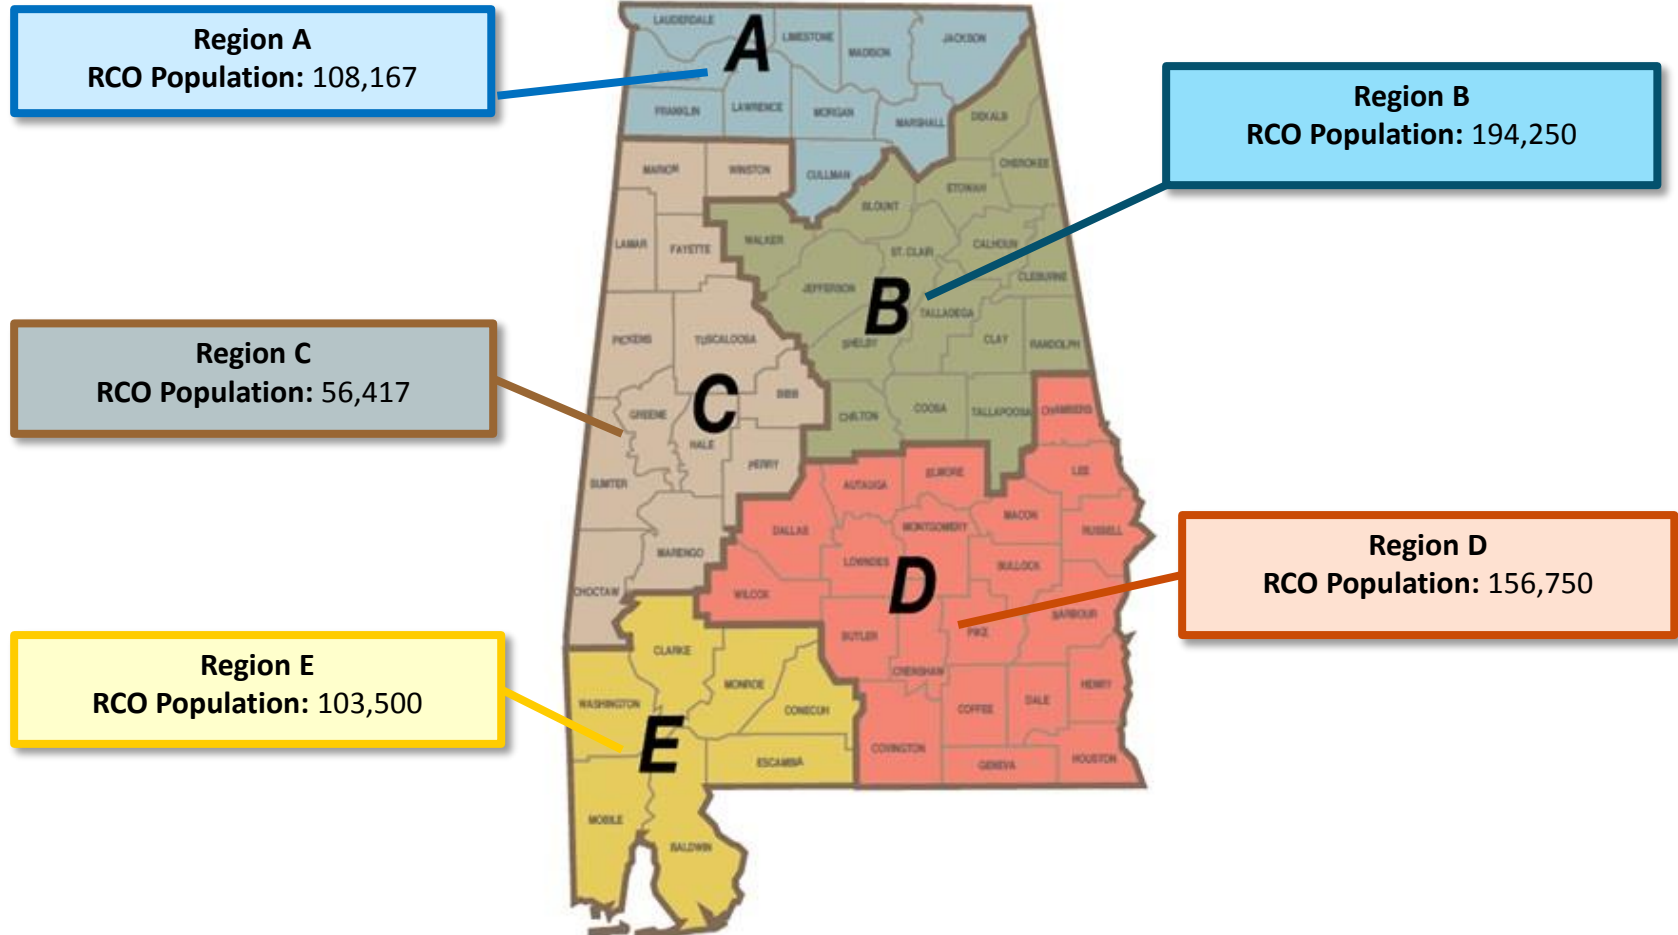 Region A
RCO Population: 108,167
Region B
RCO Population: 194,250
Region C
RCO Population: 56,417
Region D
RCO Population: 156,750
Region E
RCO Population: 103,500
A
LAUDERDALE
LIMESTONE
MADISON
JACKSON
FRANKLIN
LAWRENCE
MORGAN
MARSHALL
CULLMAN
B
DEKALB
CHEROKEE
ETOWAH
BLOUNT
WALKER
ST. CLAIR
CALHOUN
CLEBURNE
JEFFERSON
TALLADEGA
SHELBY
CLAY
RANDOLPH
CHILTON
COOSA
TALLAPOOSA
C
MARION
WINSTON
LAMAR
FAYETTE
PICKENS
TUSCALOOSA
BIBB
GREENE
HALE
PERRY
SUMTER
MARENGO
CHOCTAW
D
CHAMBERS
LEE
ELMORE
AUTAUGA
MACON
RUSSELL
DALLAS
MONTGOMERY
LOWNDES
BULLOCK
WILCOX
BARBOUR
BUTLER
PIKE
CRENSHAW
HENRY
COFFEE
DALE
COVINGTON
GENEVA
HOUSTON
E
CLARKE
MONROE
WASHINGTON
CONECUH
ESCAMBIA
MOBILE
BALDWIN